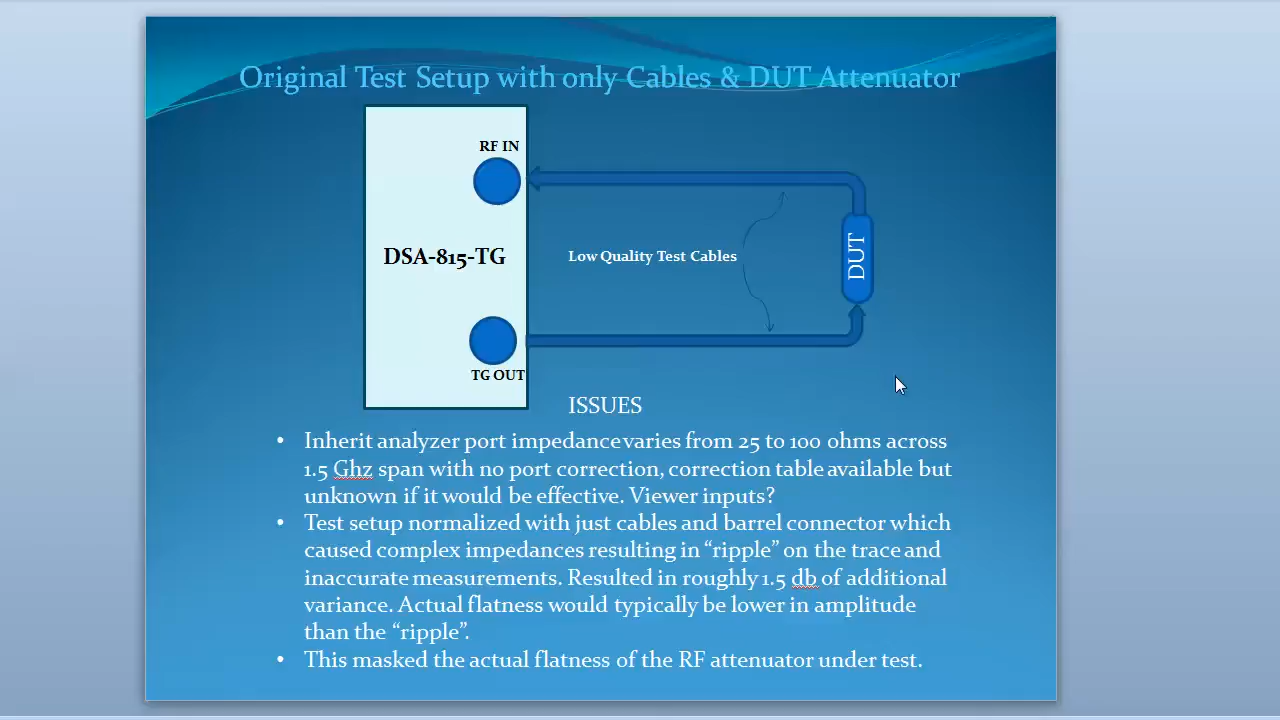 Original Test Setup with only Cables & DUT Attenuator
RF IN
DSA-815-TG
Low Quality Test Cables
DUT
TG OUT
ISSUES
• Inherit analyzer port impedance varies from 25 to 100 ohms across
1.5 Ghz span with no port correction, correction table available but
unknown if it would be effective. Viewer inputs?
• Test setup normalized with just cables and barrel connector which
caused complex impedances resulting in “ripple” on the trace and
inaccurate measurements. Resulted in roughly 1.5 db of additional
variance. Actual flatness would typically be lower in amplitude
than the “ripple”.
• This masked the actual flatness of the RF attenuator under test.